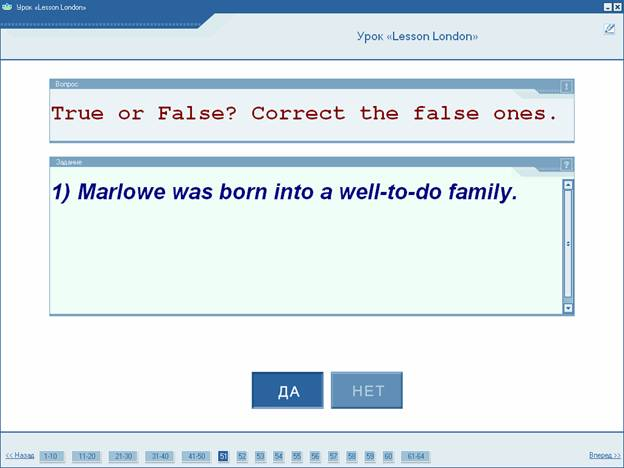 Урок «Lesson London»
Урок «Lesson London»
Вопрос
True or False? Correct the false ones.
Задание
1) Marlowe was born into a well-to-do family.
ДА НЕТ
<< Назад 1-10 11-20 21-30 31-40 41-50 51 52 53 54 55 56 57 58 59 60 61-64 Вперед >>